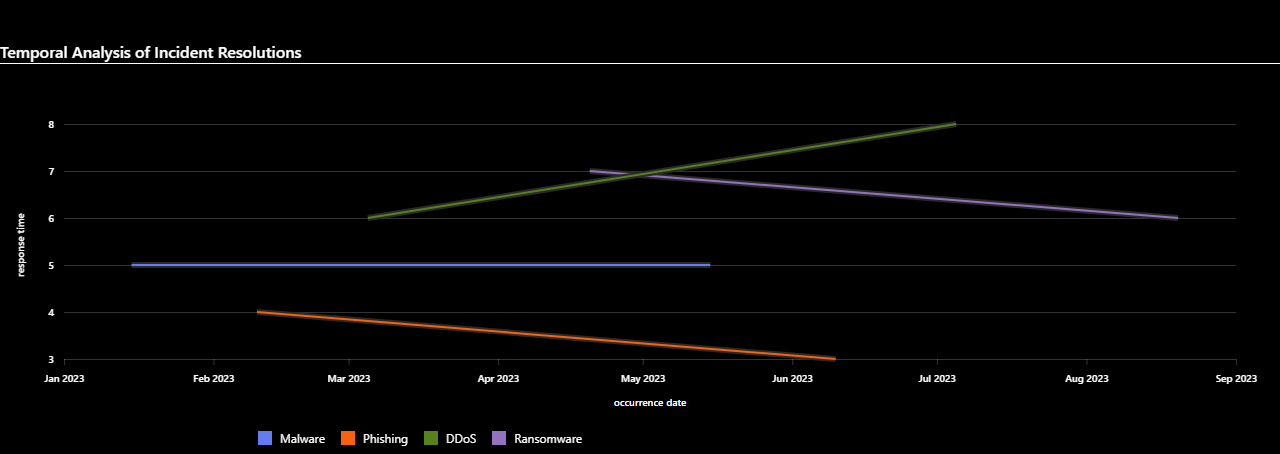 Temporal Analysis of Incident Resolutions
8
7
6
5
4
3
response time
Jan 2023 Feb 2023 Mar 2023 Apr 2023 May 2023 Jun 2023 Jul 2023 Aug 2023 Sep 2023
occurrence date
Malware Phishing DDoS Ransomware